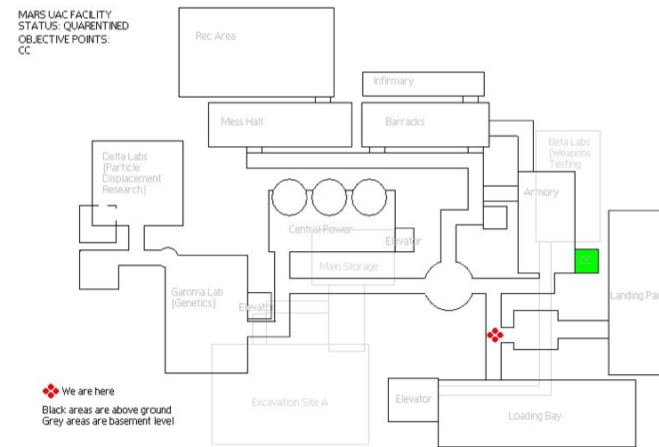 MARS UAC FACILITY
STATUS: QUARENTINED
OBJECTIVE POINTS:
CC
Rec Area
Infirmary
Mess Hall
Barracks
Delta Labs
[Particle
Displacement
Research]
Beta Labs
[Weapons
Testing
Armory
Central Power
Elevator
Main Storage
CC
Gamma Lab
[Genetics]
Elevator
Landing Pad
We are here
Black areas are above ground
Grey areas are basement level
Excavation Site A
Elevator
Loading Bay